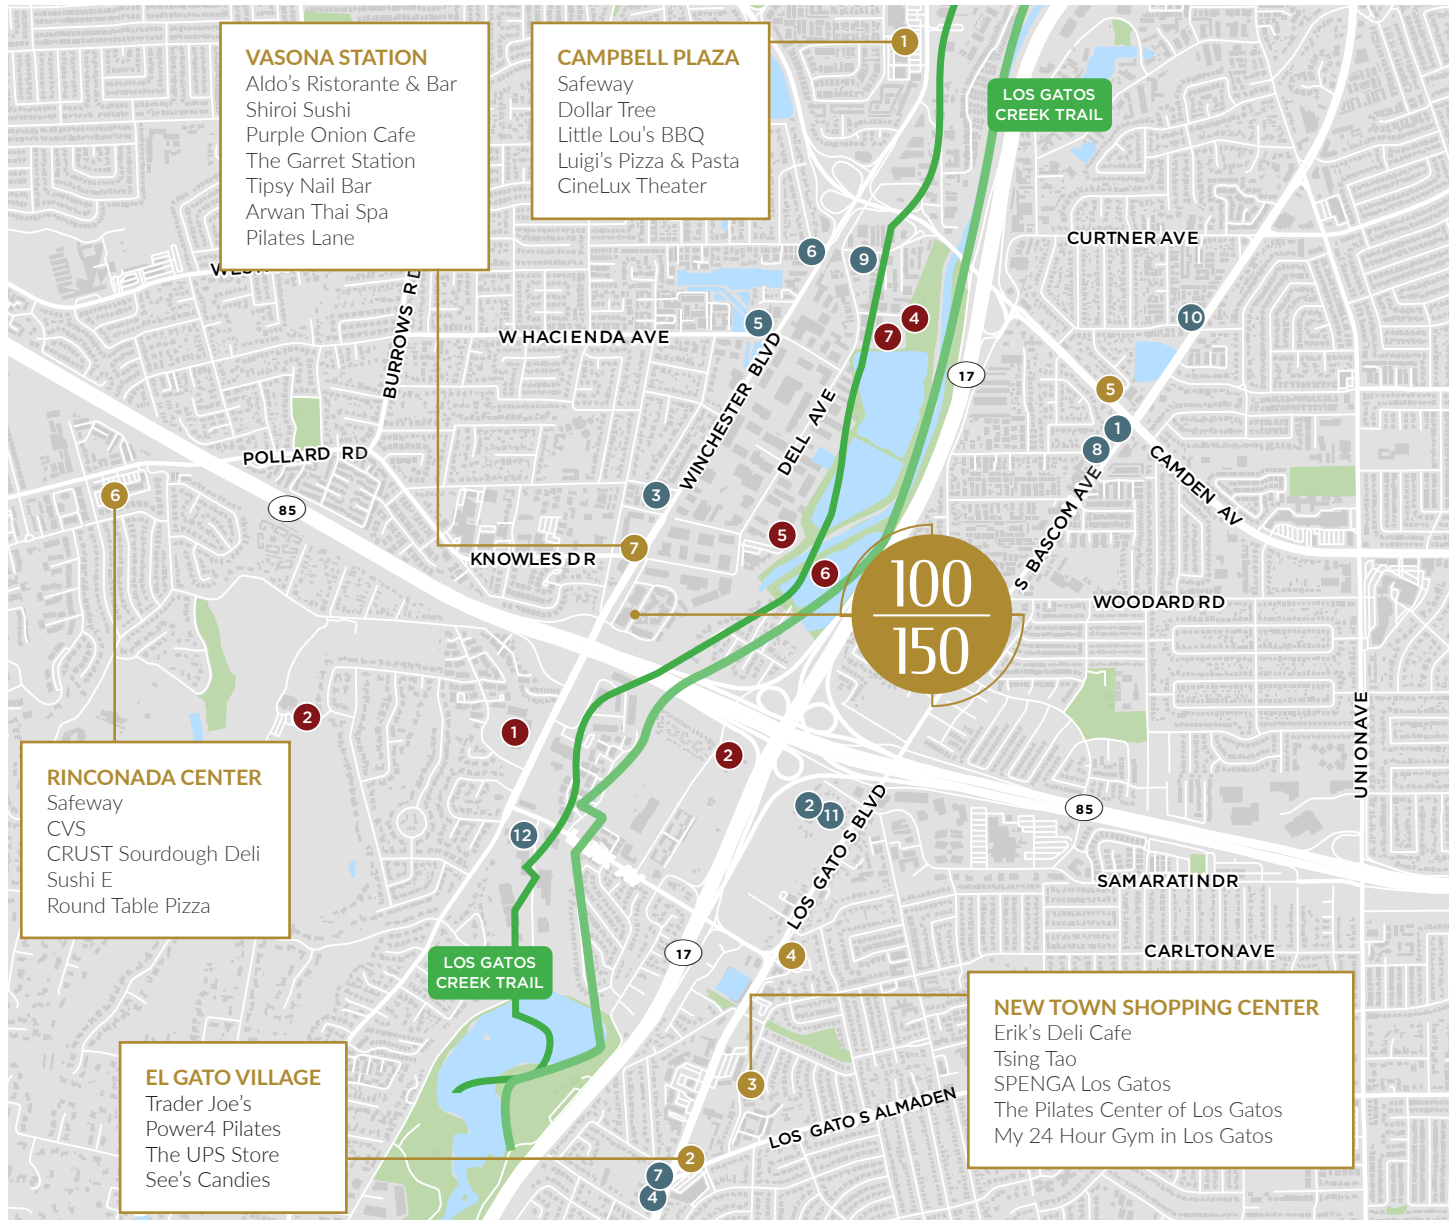 VASONA STATION
Aldo's Ristorante & Bar
Shiroi Sushi
Purple Onion Cafe
The Garret Station
Tipsy Nail Bar
Arwan Thai Spa
Pilates Lane
CAMPBELL PLAZA
Safeway
Dollar Tree
Little Lou's BBQ
Luigi's Pizza & Pasta
CineLux Theater
1
LOS GATOS
CREEK TRAIL
CURTNER AVE
6
9
BURROWS RD
W HACIENDA AVE
5
WINCHESTER BLVD
DELL AVE
7
4
17
10
5
1
8
CAMDEN AV
S BASCOM AVE
POLLARD RD
6
85
3
KNOWLES DR
7
5
6
100
150
WOODARD RD
UNION AVE
2
1
2
RINCONADA CENTER
Safeway
CVS
CRUST Sourdough Deli
Sushi E
Round Table Pizza
12
2
11
LOS GATOS BLVD
85
SAMARATIN DR
CARLTON AVE
LOS GATOS
CREEK TRAIL
17
4
NEW TOWN SHOPPING CENTER
Erik's Deli Cafe
Tsing Tao
SPENGA Los Gatos
The Pilates Center of Los Gatos
My 24 Hour Gym in Los Gatos
3
LOS GATOS ALMADEN
EL GATO VILLAGE
Trader Joe's
Power4 Pilates
The UPS Store
See's Candies
2
7
4